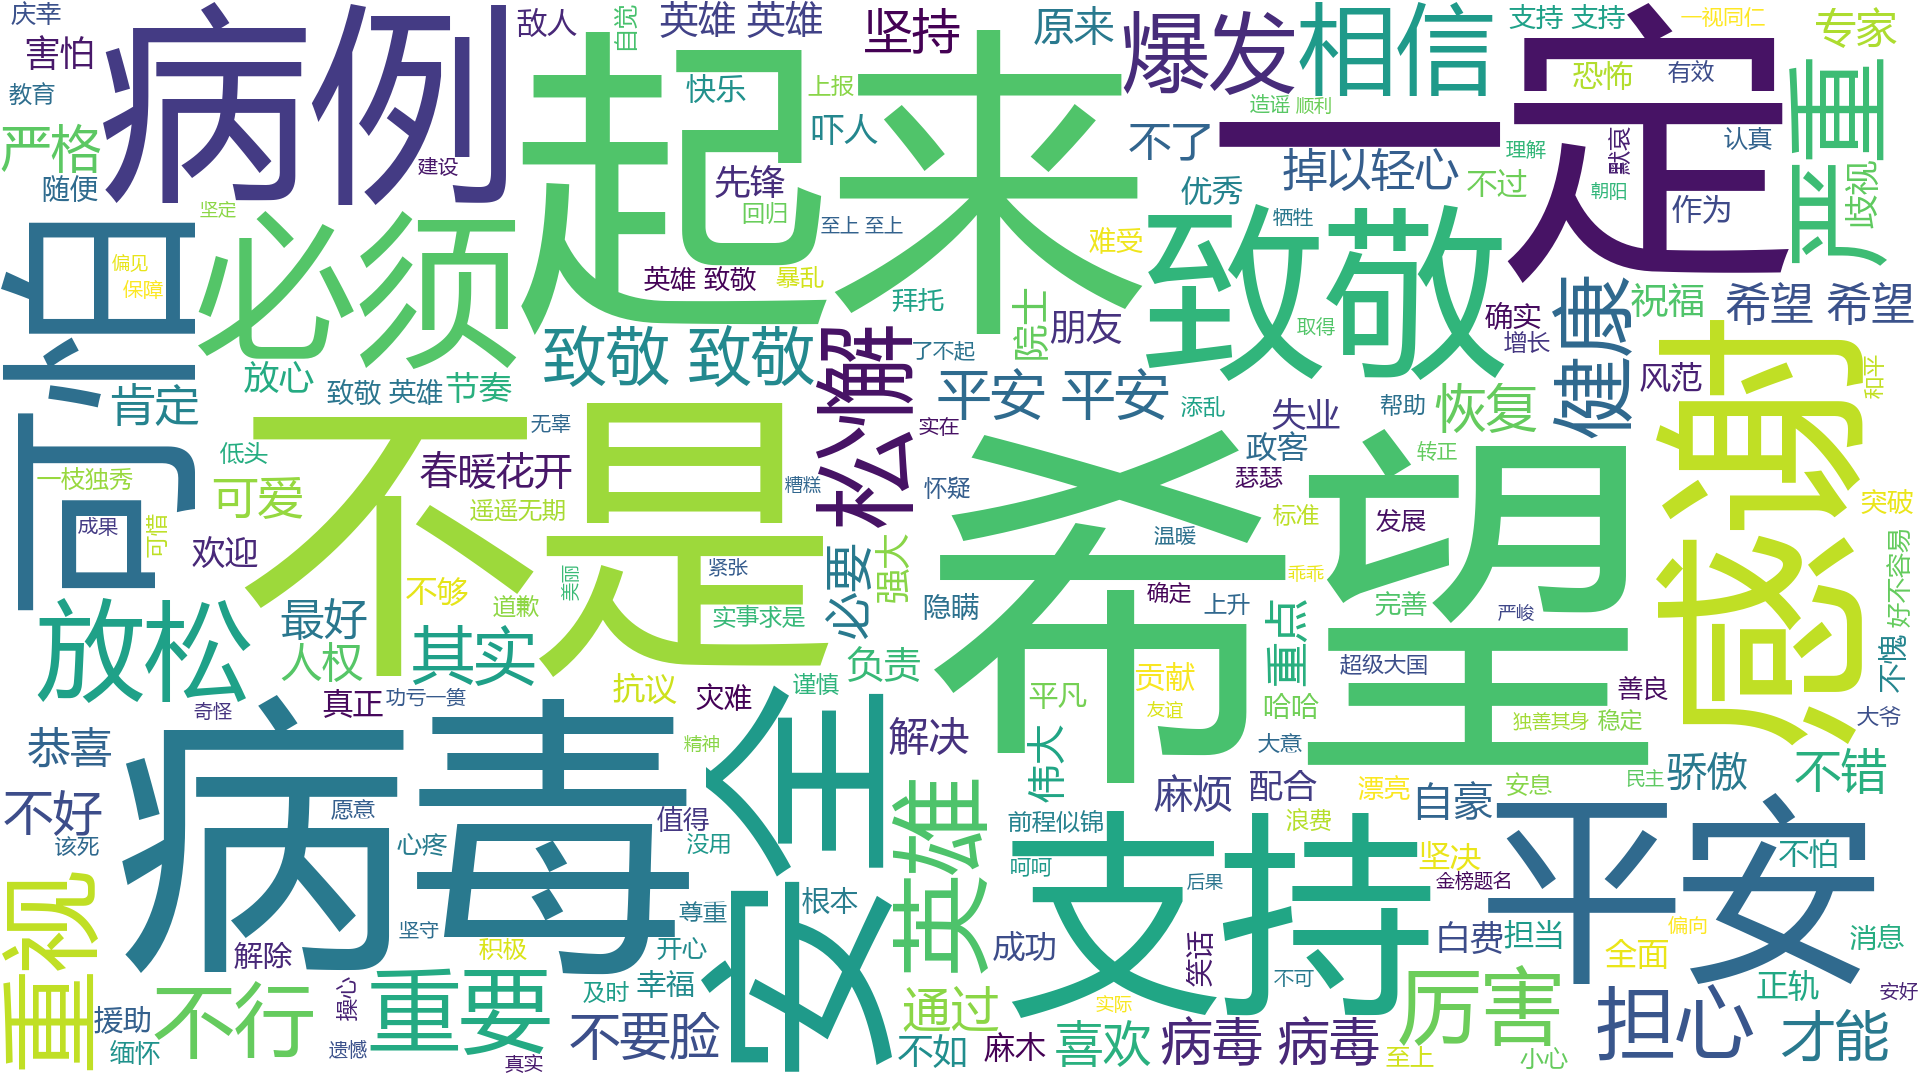 庆幸
害怕
教育
严格
随便
病例
建设
敌人
自觉
英雄 英雄
坚持
原来
爆发
相信
支持 支持
一视同仁
专家
快乐
上报
吓人
起来
先锋
回归
至上 至上
不了
造谣
顺利
一定
恐怖
有效
掉以轻心
优秀
牺牲
不过
理解
默哀
朝阳
认真
作为
严重
歧视
坚定
必须
偏见
保障
可怕
英雄 致敬
暴乱
难受
拜托
致敬
取得
确实
增长
健康
祝福
希望 希望
院士
朋友
了不起
致敬 致敬
放心
致敬 英雄
节奏
肯定
松懈
平安 平安
添乱
失业
帮助
恢复
风范
和平
感谢
无辜
不是
低头
一枝独秀
可爱
春暖花开
遥遥无期
成果
可惜
欢迎
糟糕
实在
怀疑
政客
瑟瑟
转正
标准
发展
突破
温暖
希望
紧张
美丽
必要
强大
乖乖
确定
上升
完善
严峻
好不容易
放松
最好
人权
不够
道歉
其实
实事求是
隐瞒
负责
重点
超级大国
善良
不愧
真正
功亏一篑
奇怪
抗议
灾难
谨慎
平凡
贡献
友谊
哈哈
独善其身
稳定
大爷
恭喜
病毒
精神
安全
解决
伟大
大意
不好
该死
愿意
心疼
值得
没用
英雄
麻烦
配合
漂亮
安息
民主
骄傲
不错
前程似锦
浪费
自豪
呵呵
支持
后果
坚决
金榜题名
平安
不怕
重视
坚守
尊重
根本
解除
积极
开心
成功
笑话
不可
白费
担当
全面
偏向
消息
援助
缅怀
不行
操心
遗憾
重要
及时
幸福
通过
实际
厉害
正轨
安好
真实
不要脸
不如
麻木
喜欢
病毒 病毒
至上
小心
担心
才能